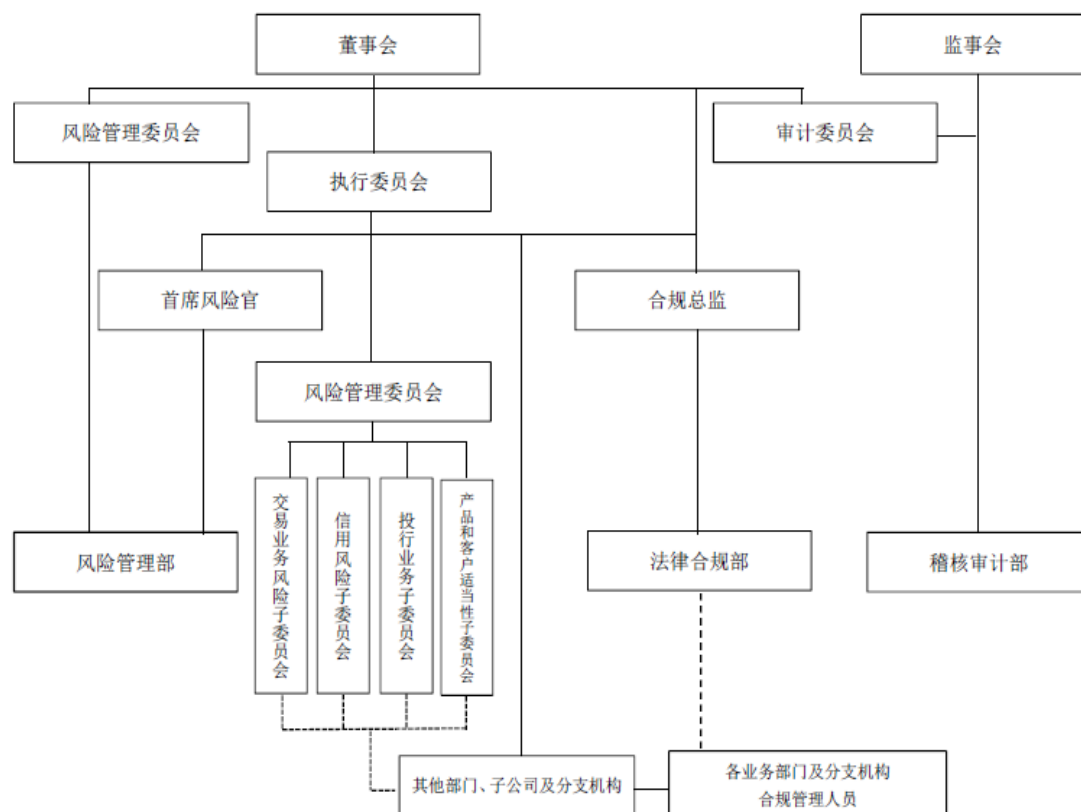 董事会
监事会
风险管理委员会
审计委员会
执行委员会
首席风险官
合规总监
风险管理委员会
交易业务风险子委员会
信用风险子委员会
投行业务子委员会
产品和客户适当性子委员会
风险管理部
法律合规部
稽核审计部
其他部门、子公司及分支机构
各业务部门及分支机构
合规管理人员